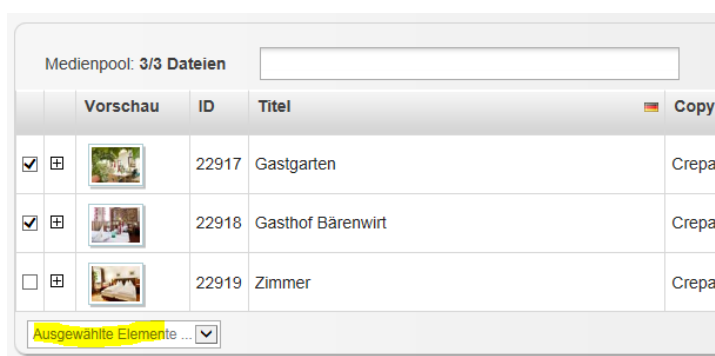 Medienpool: 3/3 Dateien
Vorschau ID Titel Copy
22917 Gastgarten Crepa
22918 Gasthof Bärenwirt Crepa
22919 Zimmer Crepa
Ausgewählte Elemente ...